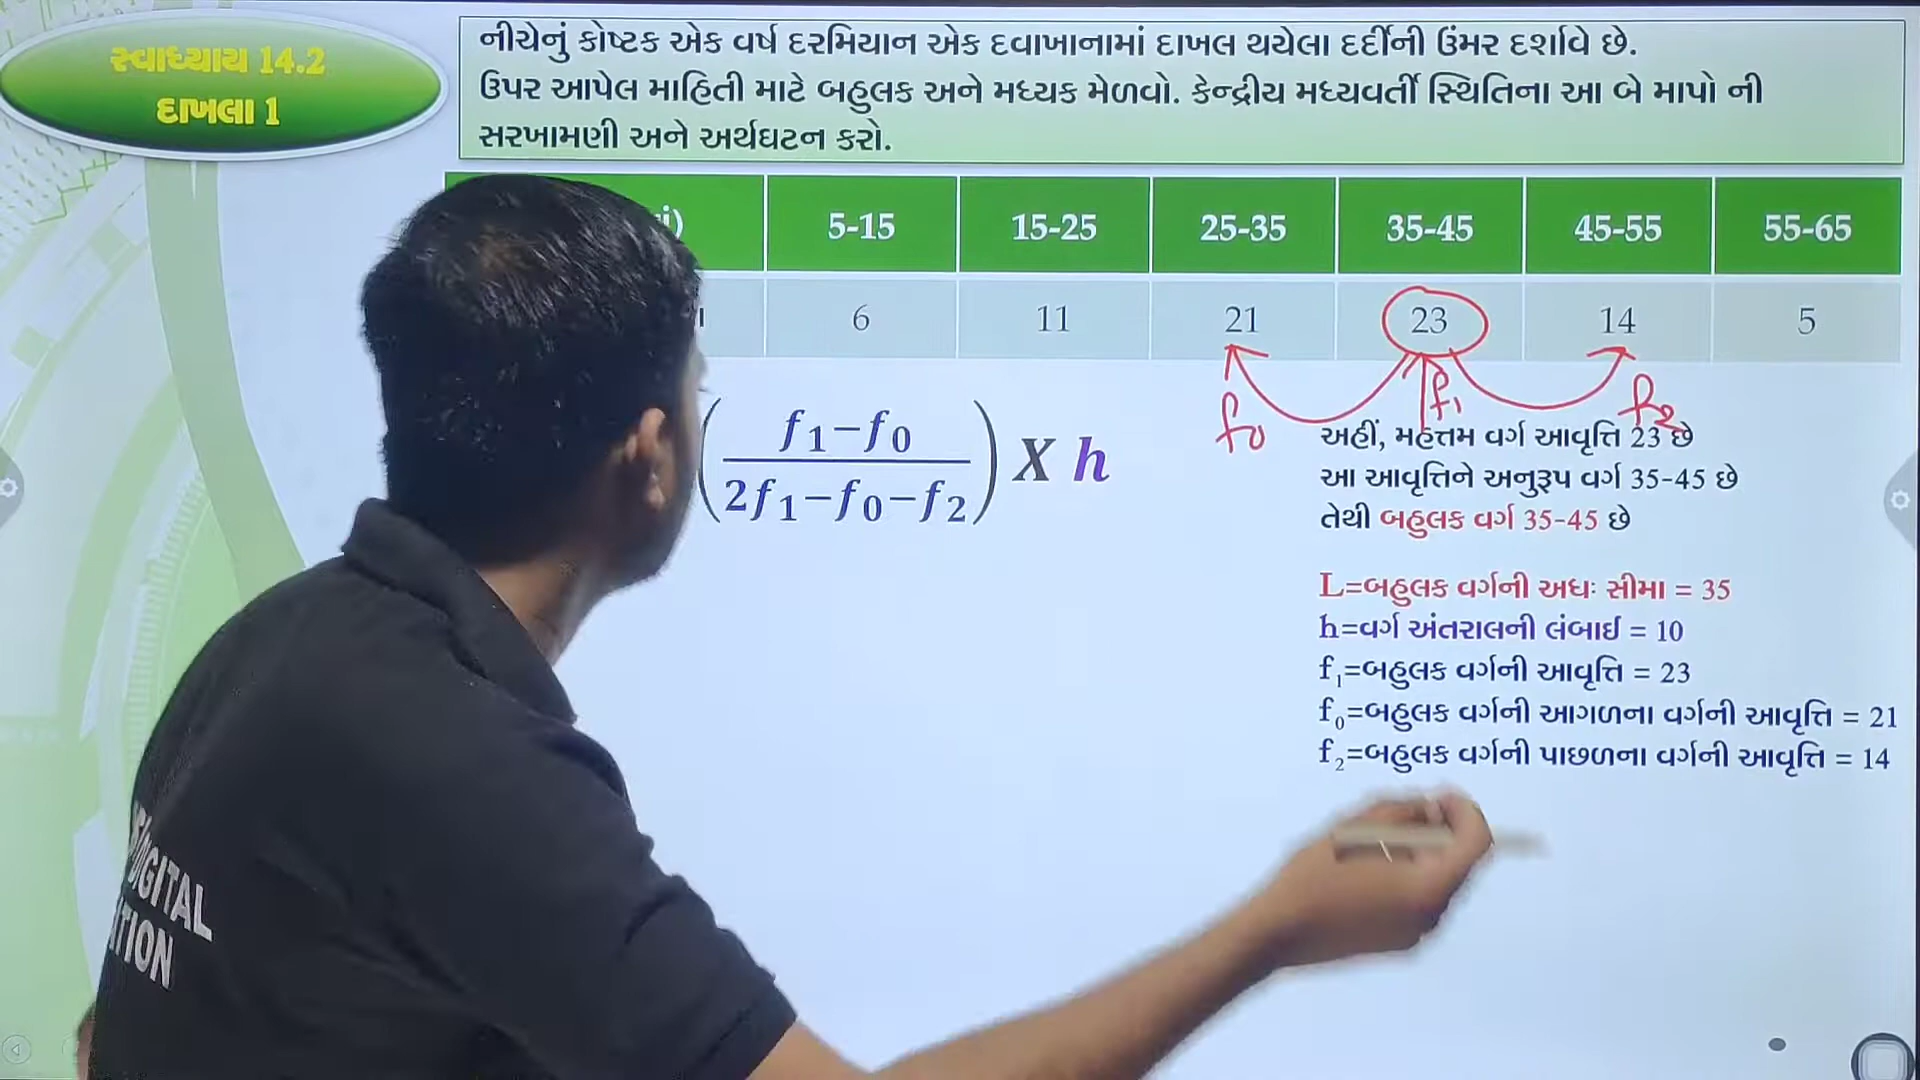 સ્વાધ્યાય 14.2
દાખલા 1
નીચેનું કોષ્ટક એક વર્ષ દરમિયાન એક દવાખાનામાં દાખલ થયેલા દર્દીની ઉંમર દર્શાવે છે.
ઉપર આપેલ માહિતી માટે બહુલક અને મધ્યક મેળવો. કેન્દ્રીય મધ્યવર્તી સ્થિતિના આ બે માપો ની
સરખામણી અને અર્થઘટન કરો.
5-15 15-25 25-35 35-45 45-55 55-65
6 11 21 23 14 5
f0 f1 f2
(f1−f0 / 2f1−f0−f2) X h
અહીં, મહત્તમ વર્ગ આવૃત્તિ 23 છે
આ આવૃત્તિને અનુરૂપ વર્ગ 35-45 છે
તેથી બહુલક વર્ગ 35-45 છે
L=બહુલક વર્ગની અધઃ સીમા = 35
h=વર્ગ અંતરાલની લંબાઈ = 10
f₁=બહુલક વર્ગની આવૃત્તિ = 23
f₀=બહુલક વર્ગની આગળના વર્ગની આવૃત્તિ = 21
f₂=બહુલક વર્ગની પાછળના વર્ગની આવૃત્તિ = 14
DIGITAL